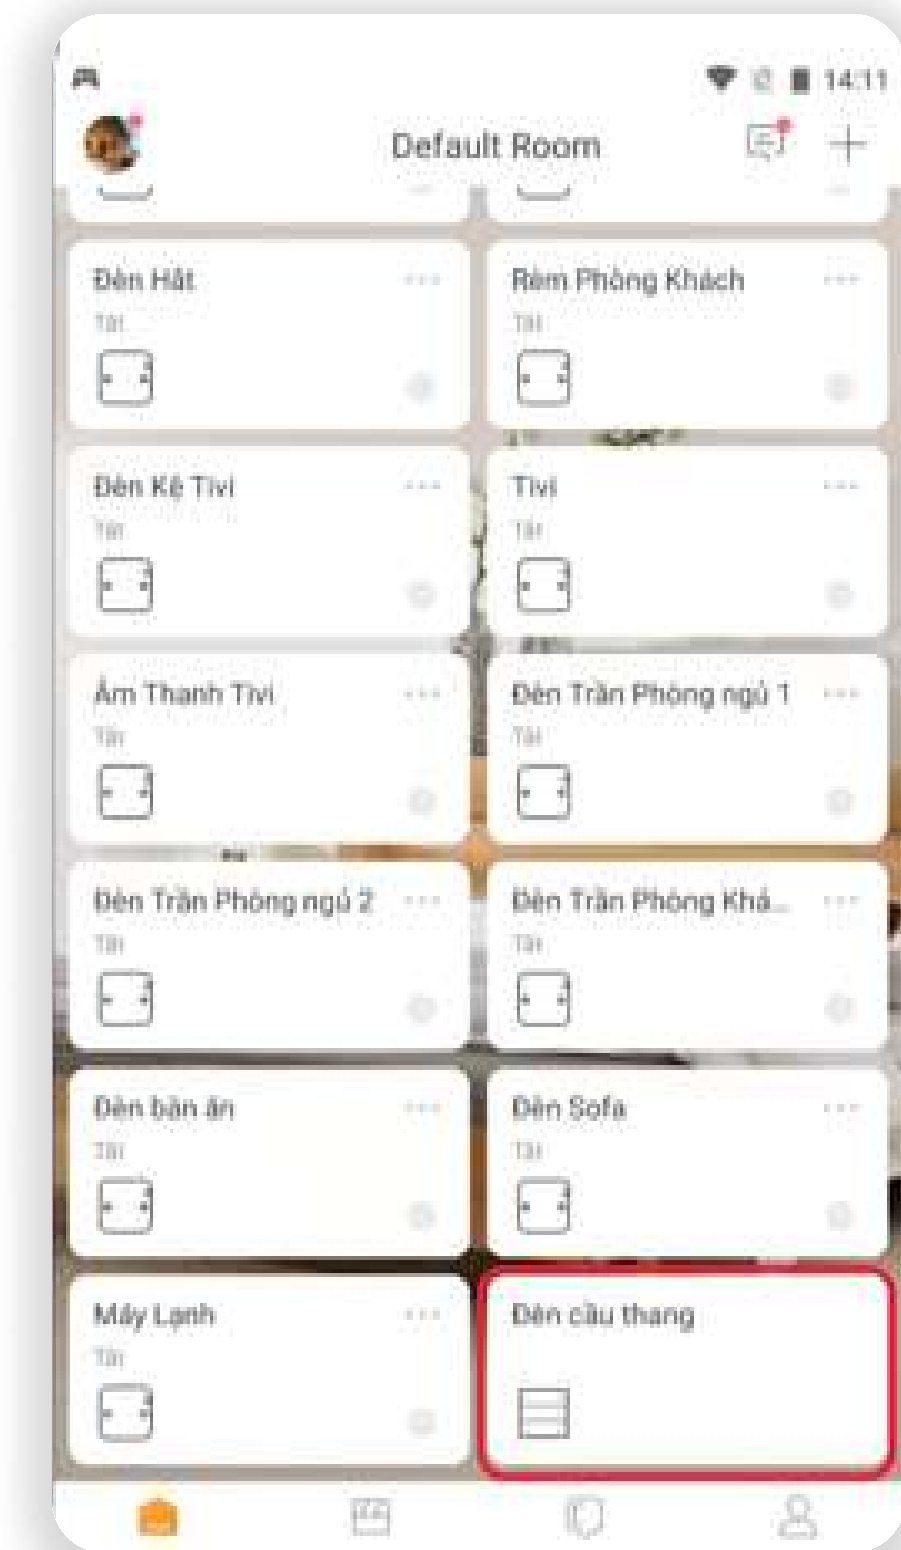 14:11
Default Room
Đèn Hắt
Rèm Phòng Khách
Tắt
Tắt
Đèn Kệ Tivi
Tivi
Tắt
Tắt
Âm Thanh Tivi
Đèn Trần Phòng ngủ 1
Tắt
Tắt
Đèn Trần Phòng ngủ 2
Đèn Trần Phòng Khá...
Tắt
Tắt
Đèn bàn ăn
Đèn Sofa
Tắt
Tắt
Máy Lạnh
Đèn cầu thang
Tắt